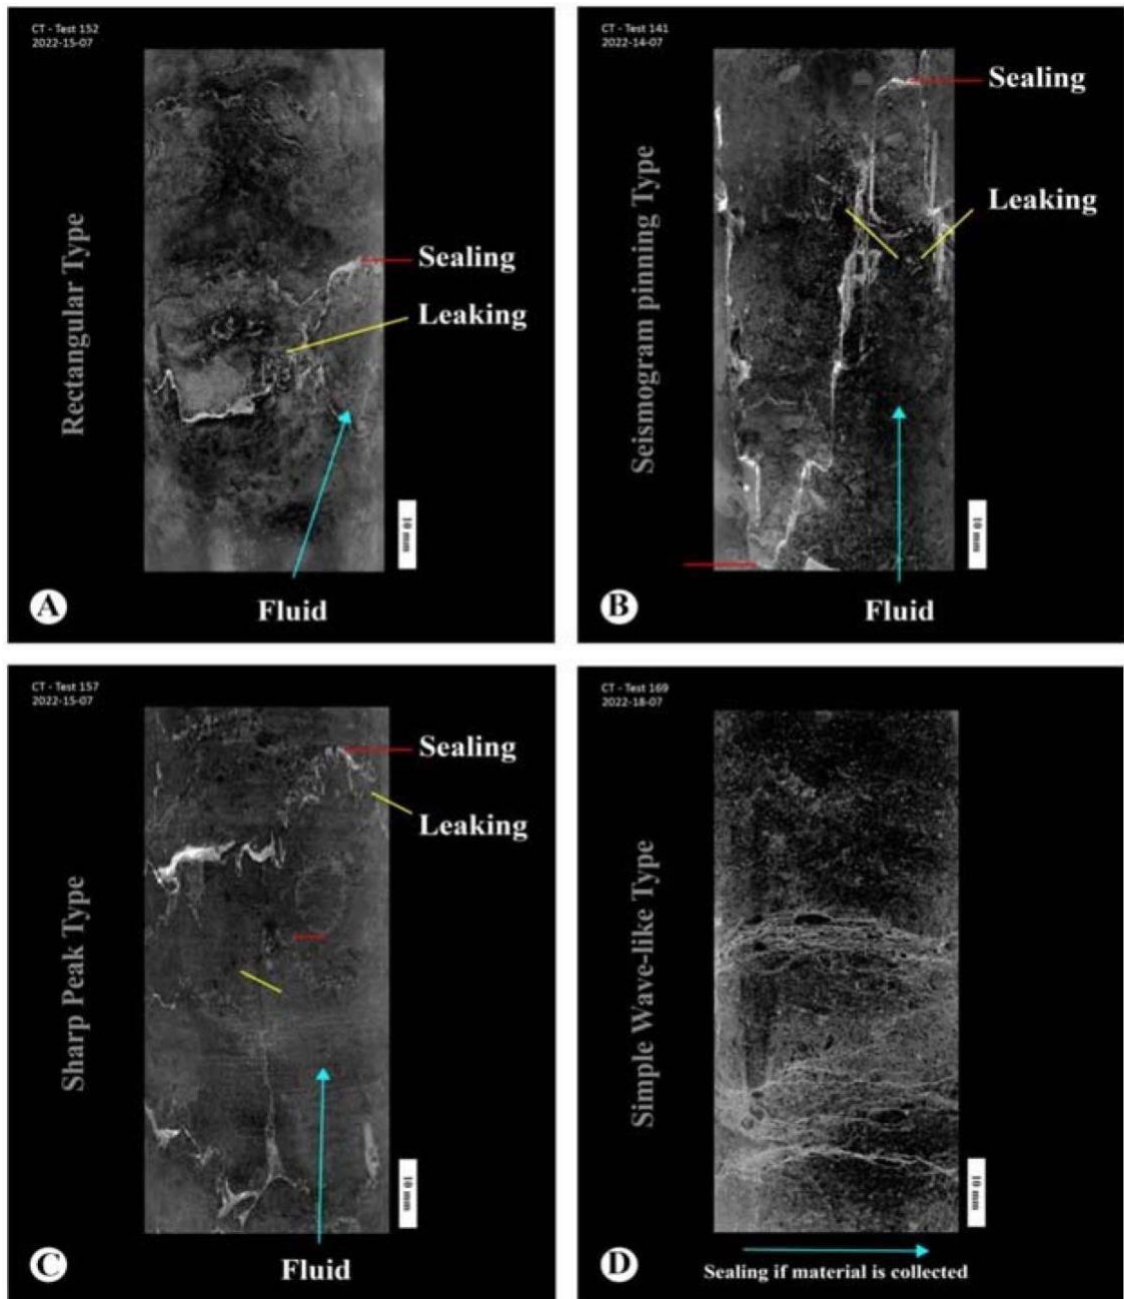 CT - Test 152
2022-15-07
Rectangular Type
Sealing
Leaking
10 mm
A
Fluid
CT - Test 141
2022-14-07
Seismogram pinning Type
Sealing
Leaking
10 mm
B
Fluid
CT - Test 157
2022-15-07
Sharp Peak Type
Sealing
Leaking
10 mm
C
Fluid
CT - Test 169
2022-18-07
Simple Wave-like Type
10 mm
D
Sealing if material is collected